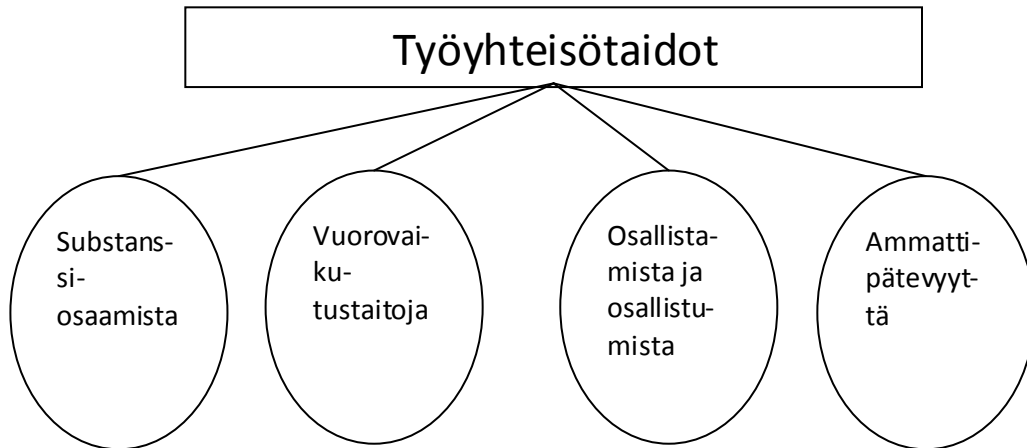 Työyhteisötaidot
Substans-
si-
osaamista
Vuorovai-
ku-
tustaitoja
Osallista-
mista ja
osallistu-
mista
Ammatti-
pätevyyt-
tä